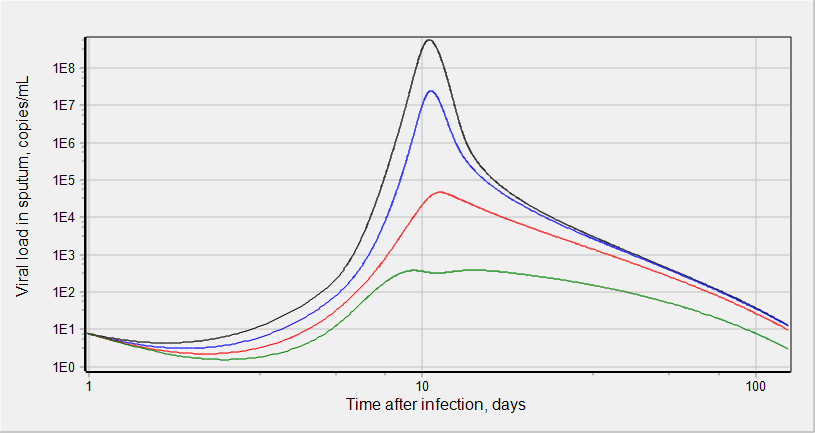 Viral load in sputum, copies/mL
1E8
1E7
1E6
1E5
1E4
1E3
1E2
1E1
1E0
1 10 100
Time after infection, days